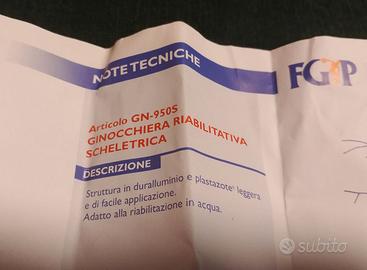 NOTE TECNICHE
FGP
Articolo GN-950S
GINOCCHIERA RIABILITATIVA
SCHELETRICA
DESCRIZIONE
Struttura in duralluminio e plastazote® leggera
e di facile applicazione.
Adatto alla riabilitazione in acqua.
subito